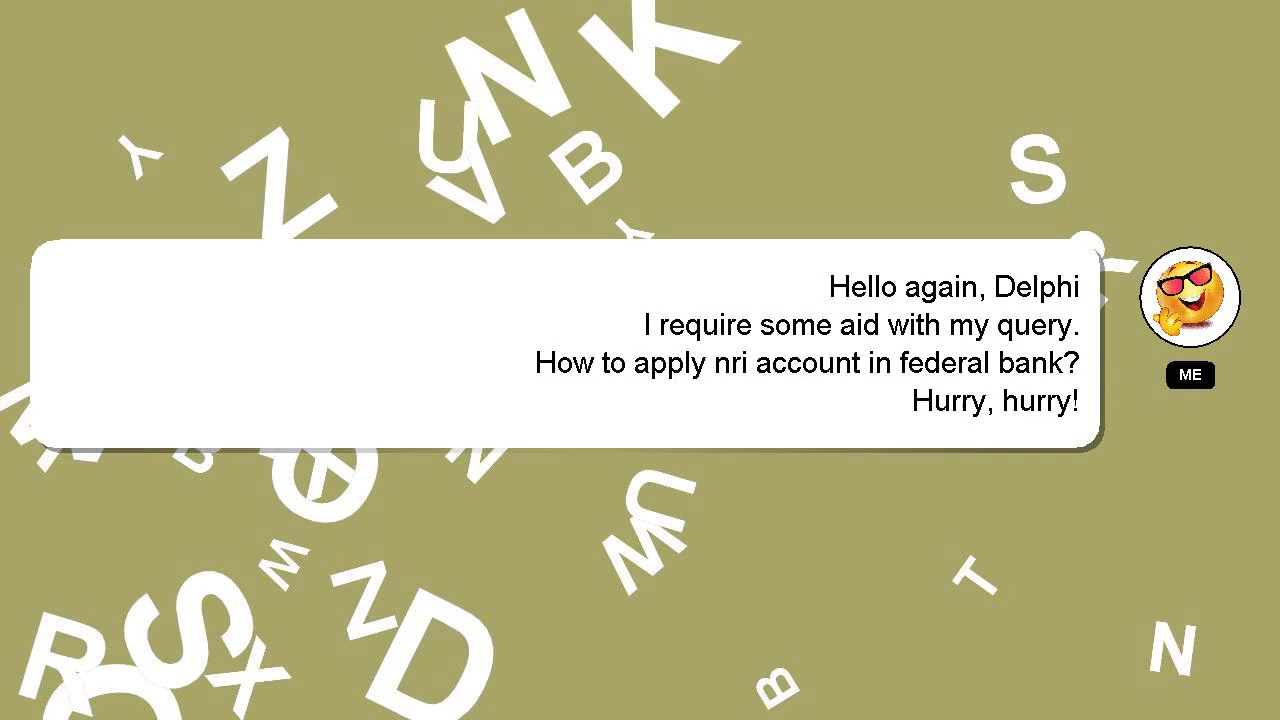 Hello again, Delphi
I require some aid with my query.
How to apply nri account in federal bank?
Hurry, hurry!
ME
Y
Z
U
N
V
K
B
S
Y
D
N
U
W
W
N
T
R
S
X
D
B
N